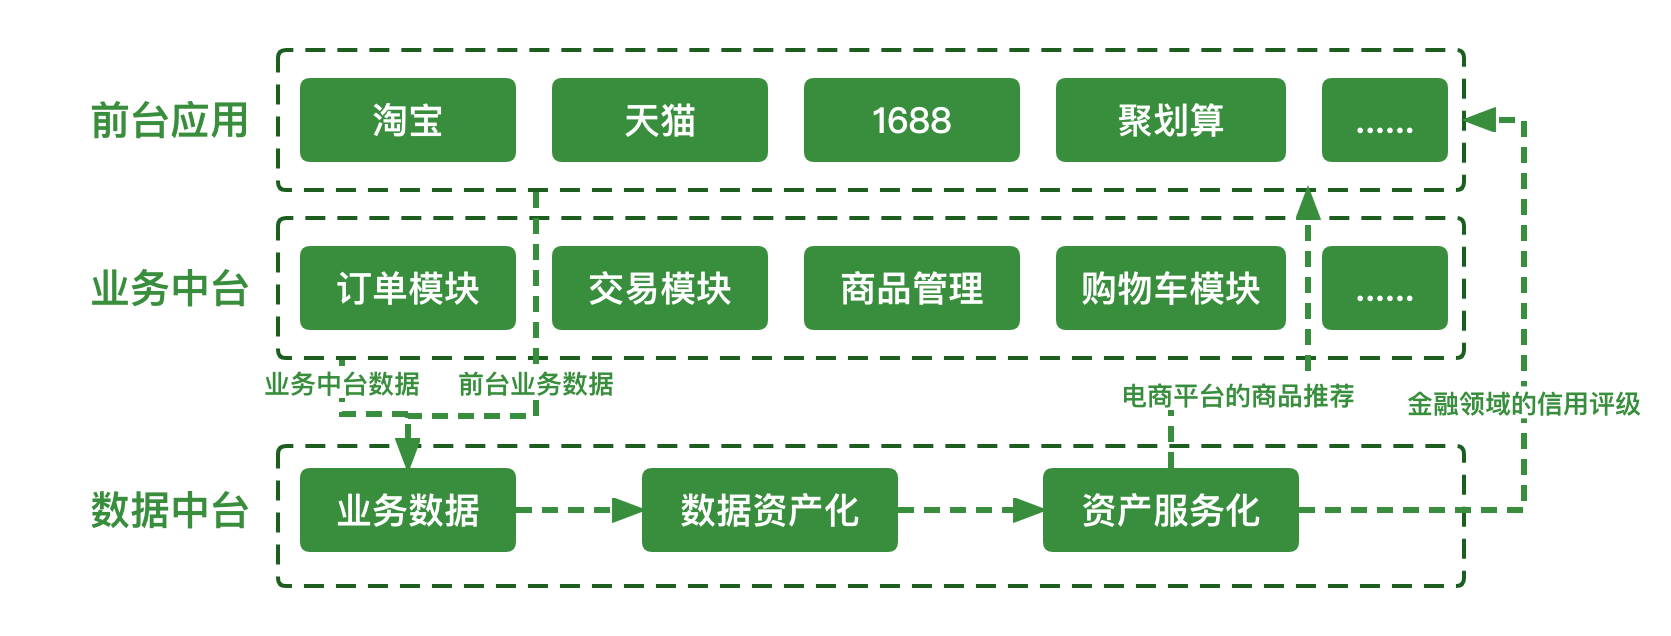 前台应用
淘宝
天猫
1688
聚划算
......
业务中台
订单模块
交易模块
商品管理
购物车模块
......
业务中台数据
前台业务数据
电商平台的商品推荐
金融领域的信用评级
数据中台
业务数据
数据资产化
资产服务化